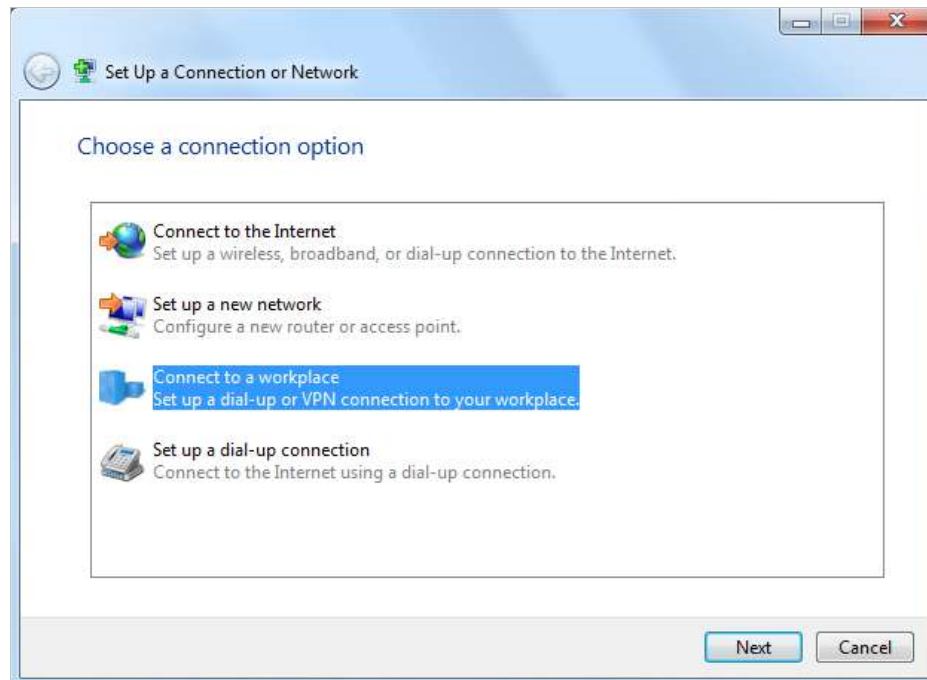 Set Up a Connection or Network
Choose a connection option
Connect to the Internet
Set up a wireless, broadband, or dial-up connection to the Internet.
Set up a new network
Configure a new router or access point.
Connect to a workplace
Set up a dial-up or VPN connection to your workplace.
Set up a dial-up connection
Connect to the Internet using a dial-up connection.
Next Cancel